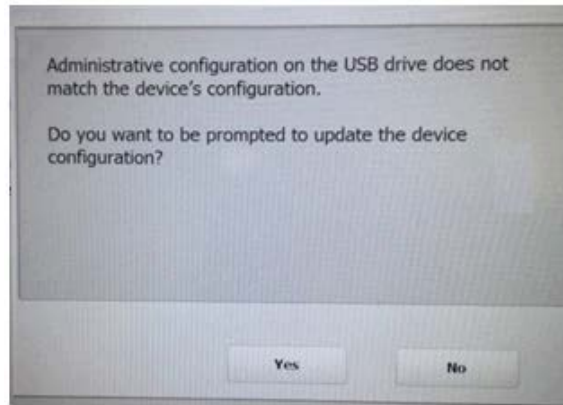 Administrative configuration on the USB drive does not
match the device's configuration.
Do you want to be prompted to update the device
configuration?
Yes
No